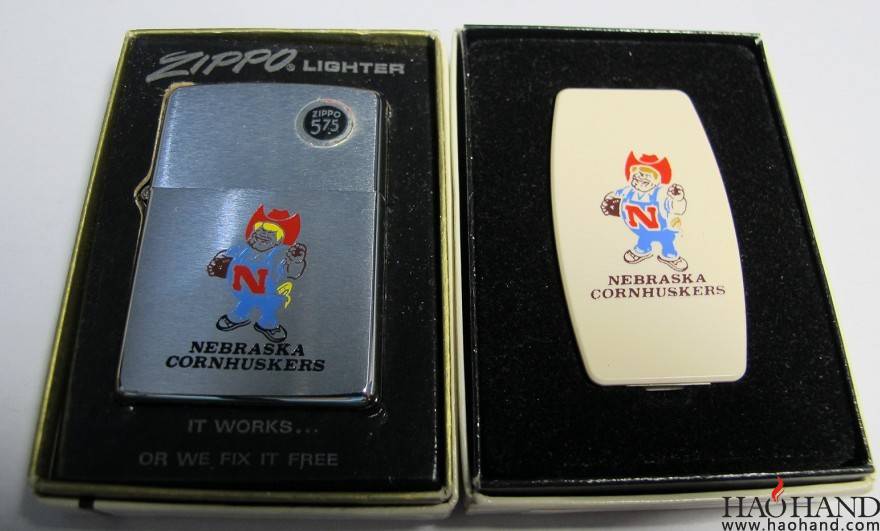 ZIPPO® LIGHTER
ZIPPO
575
N
NEBRASKA
CORNHUSKERS
IT WORKS...
OR WE FIX IT FREE
N
NEBRASKA
CORNHUSKERS
HAOHAND
www.haohand.com